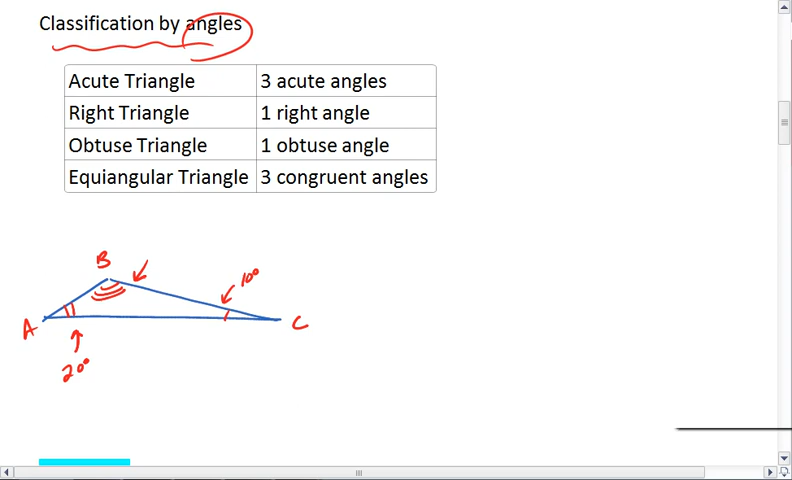 Classification by angles
Acute Triangle 3 acute angles
Right Triangle 1 right angle
Obtuse Triangle 1 obtuse angle
Equiangular Triangle 3 congruent angles
B
10°
A
C
20°